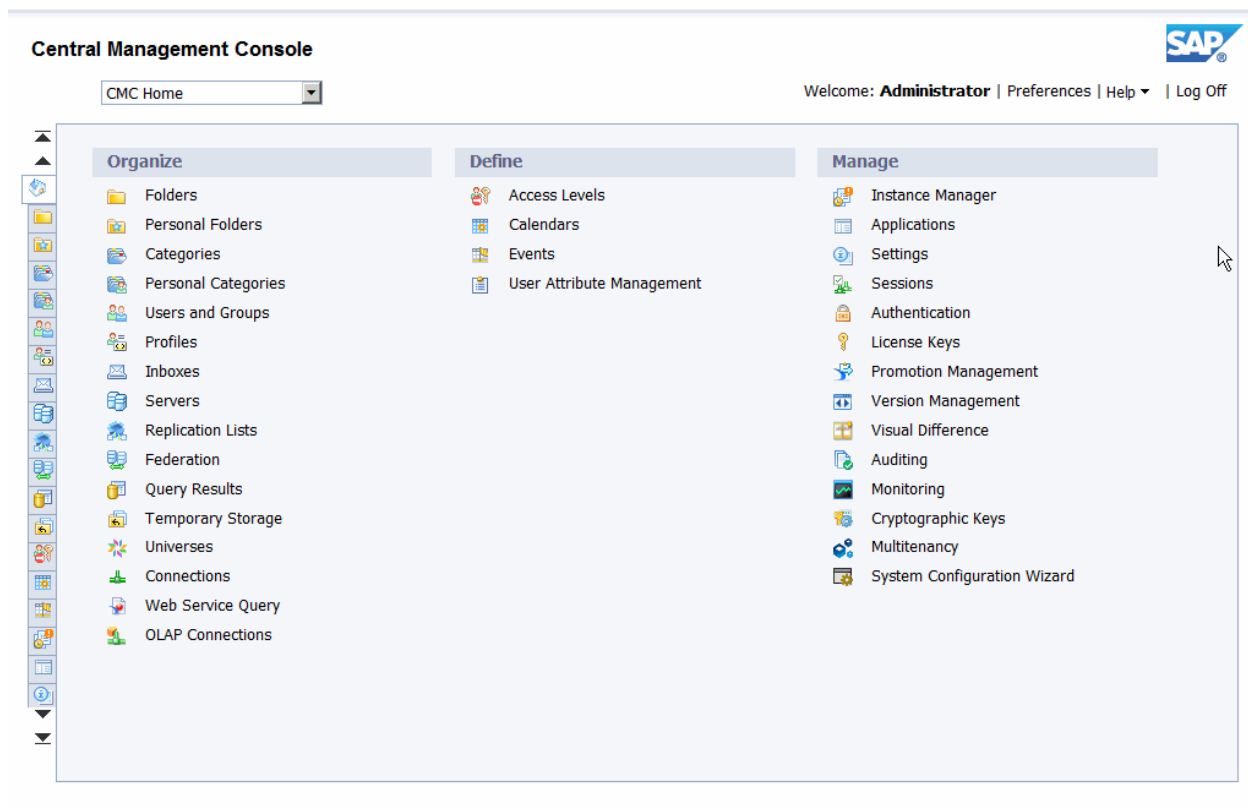 Central Management Console
SAP®
CMC Home
Welcome: Administrator | Preferences | Help | Log Off
Organize
Folders
Personal Folders
Categories
Personal Categories
Users and Groups
Profiles
Inboxes
Servers
Replication Lists
Federation
Query Results
Temporary Storage
Universes
Connections
Web Service Query
OLAP Connections
Define
Access Levels
Calendars
Events
User Attribute Management
Manage
Instance Manager
Applications
Settings
Sessions
Authentication
License Keys
Promotion Management
Version Management
Visual Difference
Auditing
Monitoring
Cryptographic Keys
Multitenancy
System Configuration Wizard